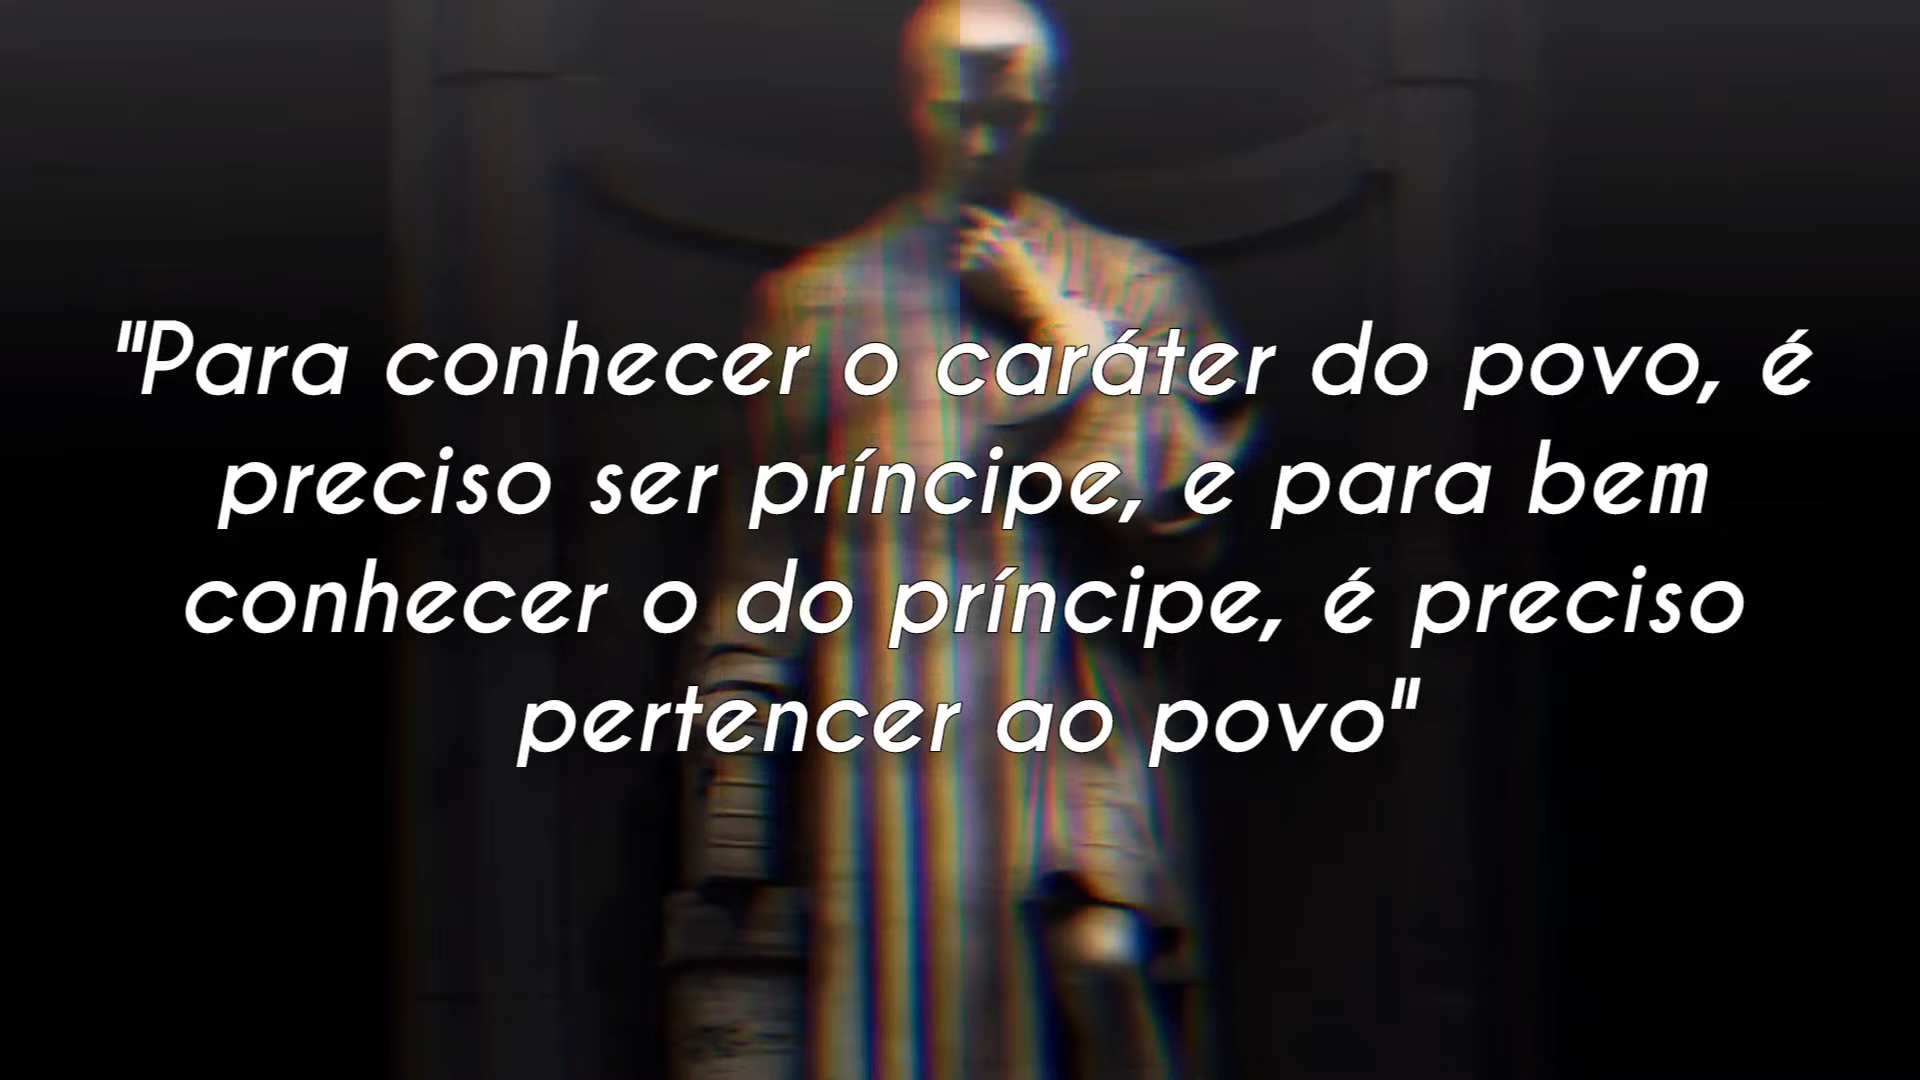 "Para conhecer o caráter do povo, é
preciso ser príncipe, e para bem
conhecer o do príncipe, é preciso
pertencer ao povo"